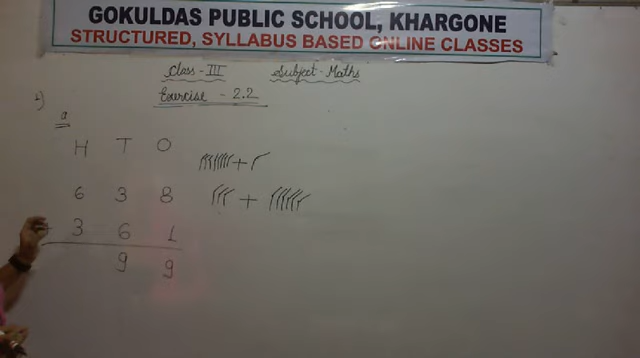 GOKULDAS PUBLIC SCHOOL, KHARGONE
STRUCTURED, SYLLABUS BASED ONLINE CLASSES
Class - III Subject - Maths
Exercise - 2.2
a
H T O
6 3 8
+ 3 6 1
9 9